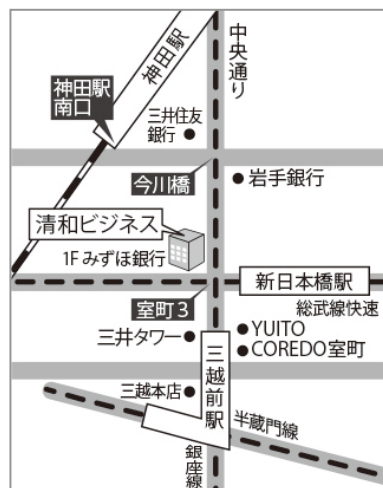 神田駅
中央通り
神田駅
南口
三井住友
銀行
今川橋
岩手銀行
清和ビジネス
1F みずほ銀行
新日本橋駅
総武線快速
室町 3
三井タワー
YUITO
COREDO室町
三越前駅
三越本店
半蔵門線
銀座線